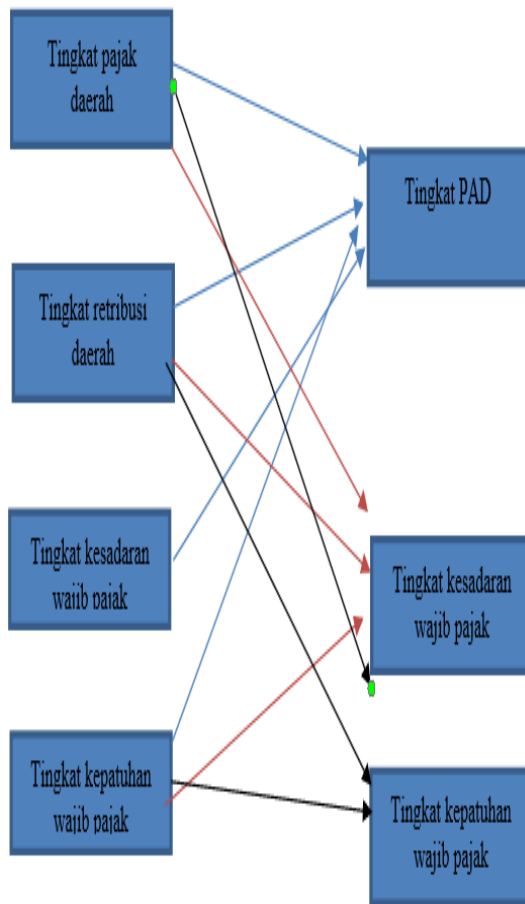 Tingkat pajak
daerah
Tingkat PAD
Tingkat retribusi
daerah
Tingkat kesadaran
wajib pajak
Tingkat kesadaran
wajib pajak
Tingkat kepatuhan
wajib pajak
Tingkat kepatuhan
wajib pajak